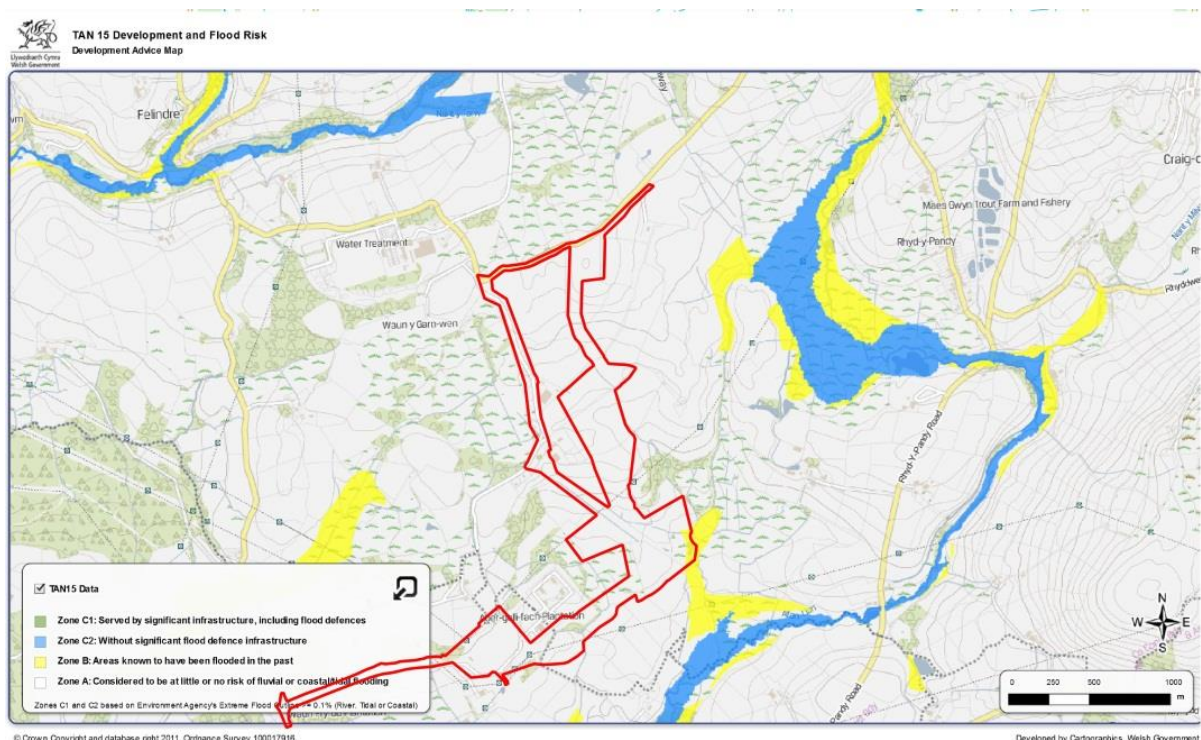 TAN 15 Development and Flood Risk
Development Advice Map
Llywodraeth Cymru
Welsh Government
Felindre
Craig-c
Maes Gwyn Trout Farm and Fishery
Water Treatment
Rhyd-y-Pandy
Waun y Garn-wen
Rhyd-Y-Pandy Road
Pandy Road
TAN15 Data
Zone C1: Served by significant infrastructure, including flood defences
Zone C2: Without significant flood defence infrastructure
Zone B: Areas known to have been flooded in the past
Zone A: Considered to be at little or no risk of fluvial or coastal/tidal flooding
Zones C1 and C2 based on Environment Agency's Extreme Flood 0.1% (River, Tidal or Coastal)
N
W E
S
0 250 500 1000
m
© Crown Copyright and database right 2011. Ordnance Survey 100017916
Developed by Cartographics, Welsh Government